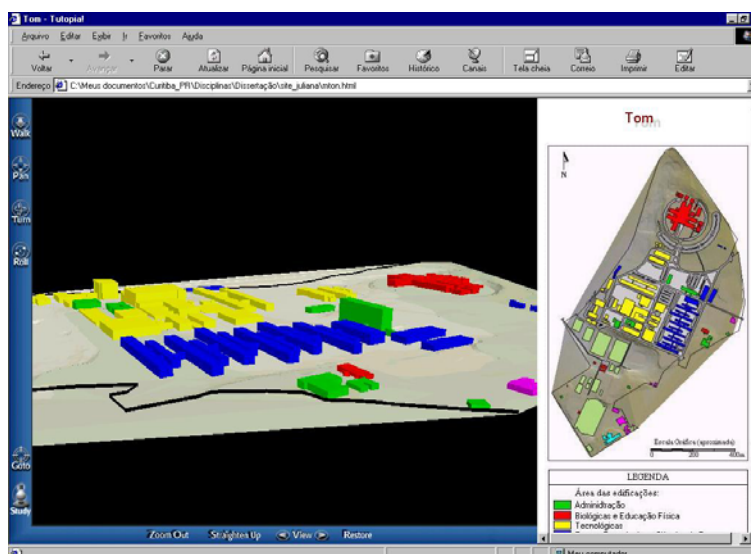 Tom - Tutopia!
Arquivo Editar Exibir Ir Favoritos Ajuda
Voltar Avançar Parar Atualizar Página inicial Pesquisar Favoritos Histórico Canais Tela cheia Correio Imprimir Editar
Endereço C:\Meus documentos\Curitiba_PR\Disciplinas\Dissertação\site_juliana\mton.html
Walk
Pan
Turn
Roll
Goto
Study
Zoom Out Straighten Up View Restore
Tom
N
Escala Gráfica (aproximada)
0 200 400m
LEGENDA
Área das edificações:
Adminidtração
Biológicas e Educação Física
Tecnológicas
Meu computador